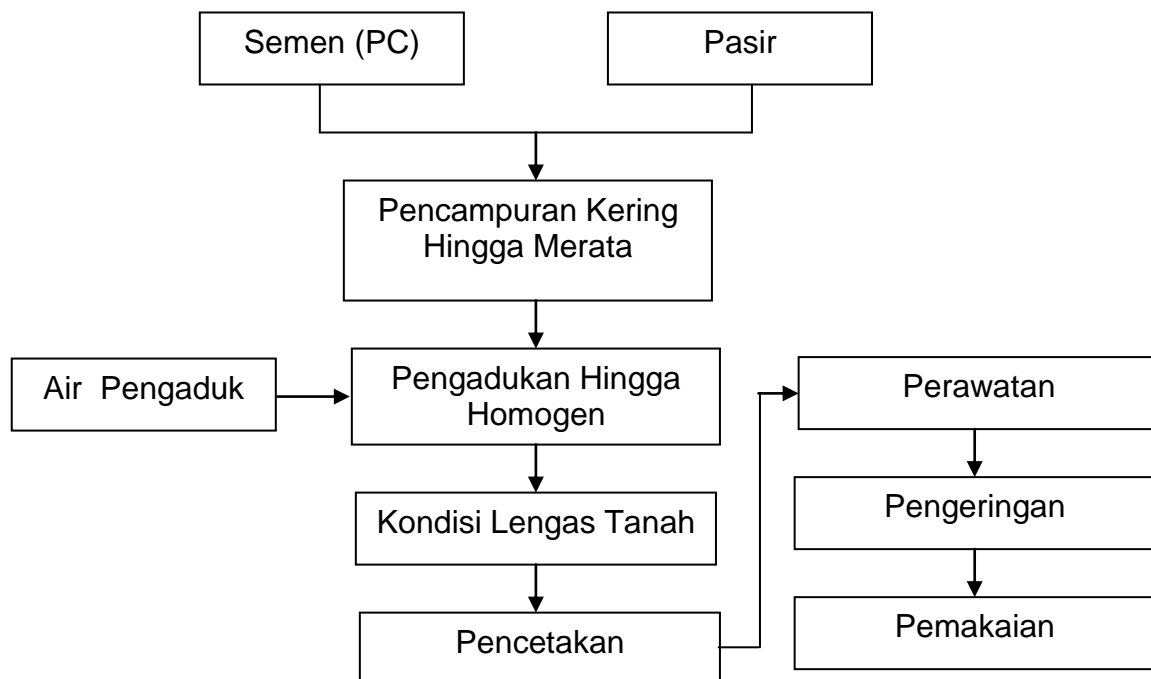 Semen (PC)
Pasir
Pencampuran Kering
Hingga Merata
Air Pengaduk
Pengadukan Hingga
Homogen
Kondisi Lengas Tanah
Pencetakan
Perawatan
Pengeringan
Pemakaian